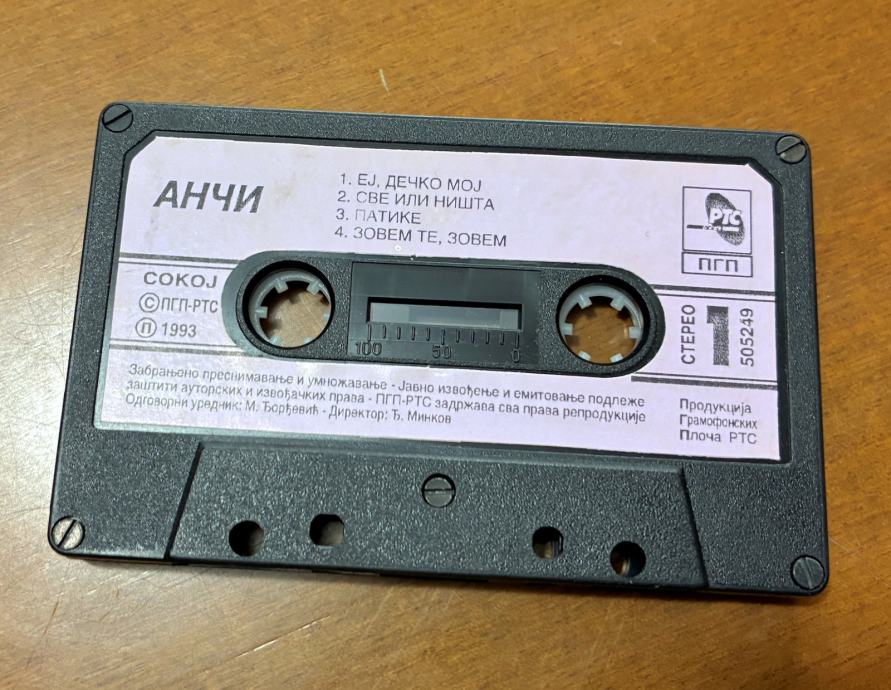 АНЧИ
1. ЕЈ, ДЕЧКО МОЈ
2. СВЕ ИЛИ НИШТА
3. ПАТИКЕ
4. ЗОВЕМ ТЕ, ЗОВЕМ
РТС
ПГП
СОКОЈ
©ПГП-РТС
Ⓟ 1993
100 50 0
СТЕРЕО
1
505249
Забрањено преснимавање и умножавање - Јавно извођење и емитовање подлеже
заштити ауторских и извођачких права - ПГП-РТС задржава сва права репродукције
Одговорни уредник: М. Ђорђевић - Директор: Ђ. Минков
Продукција
Грамофонских
Плоча РТС